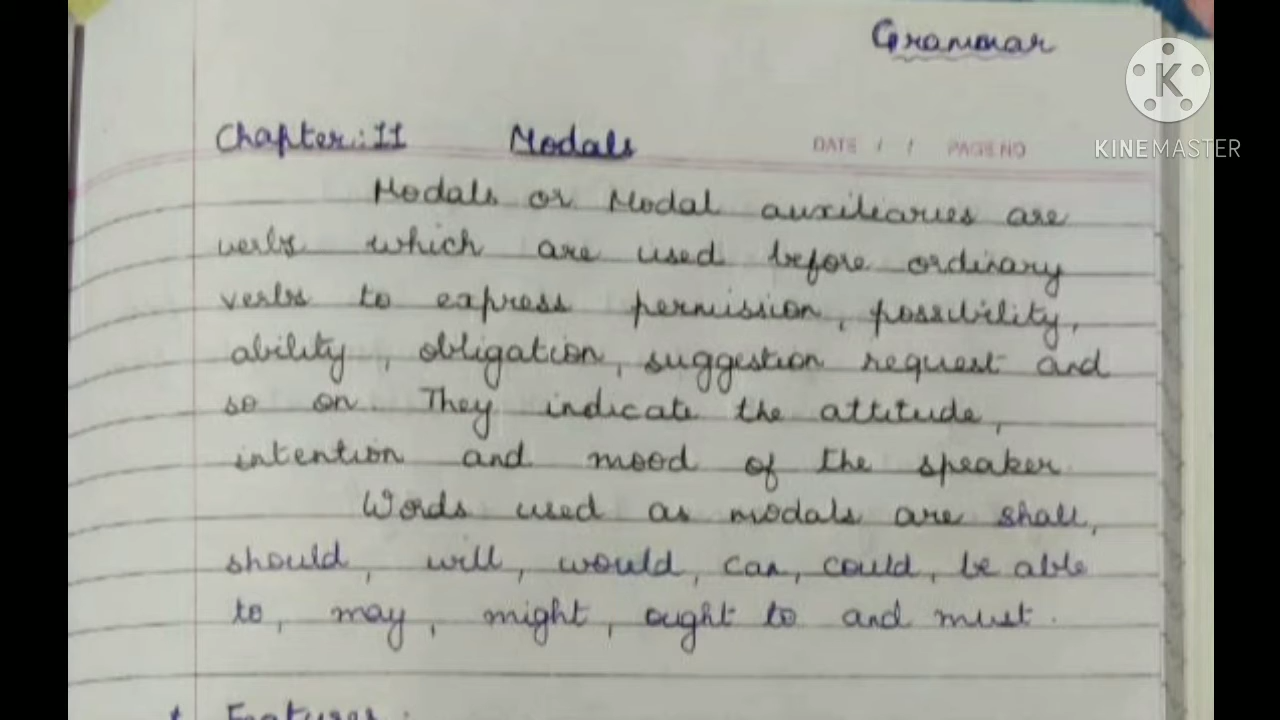 Grammar
Chapter: 11 Modals
DATE / / PAGE NO
KINEMASTER
Modals or Modal auxiliaries are
verbs which are used before ordinary
verbs to express permission, possibility,
ability, obligation, suggestion request and
so on. They indicate the attitude,
intention and mood of the speaker
Words used as modals are shall,
should, will, would, can, could, be able
to, may, might, ought to and must.
* Features: